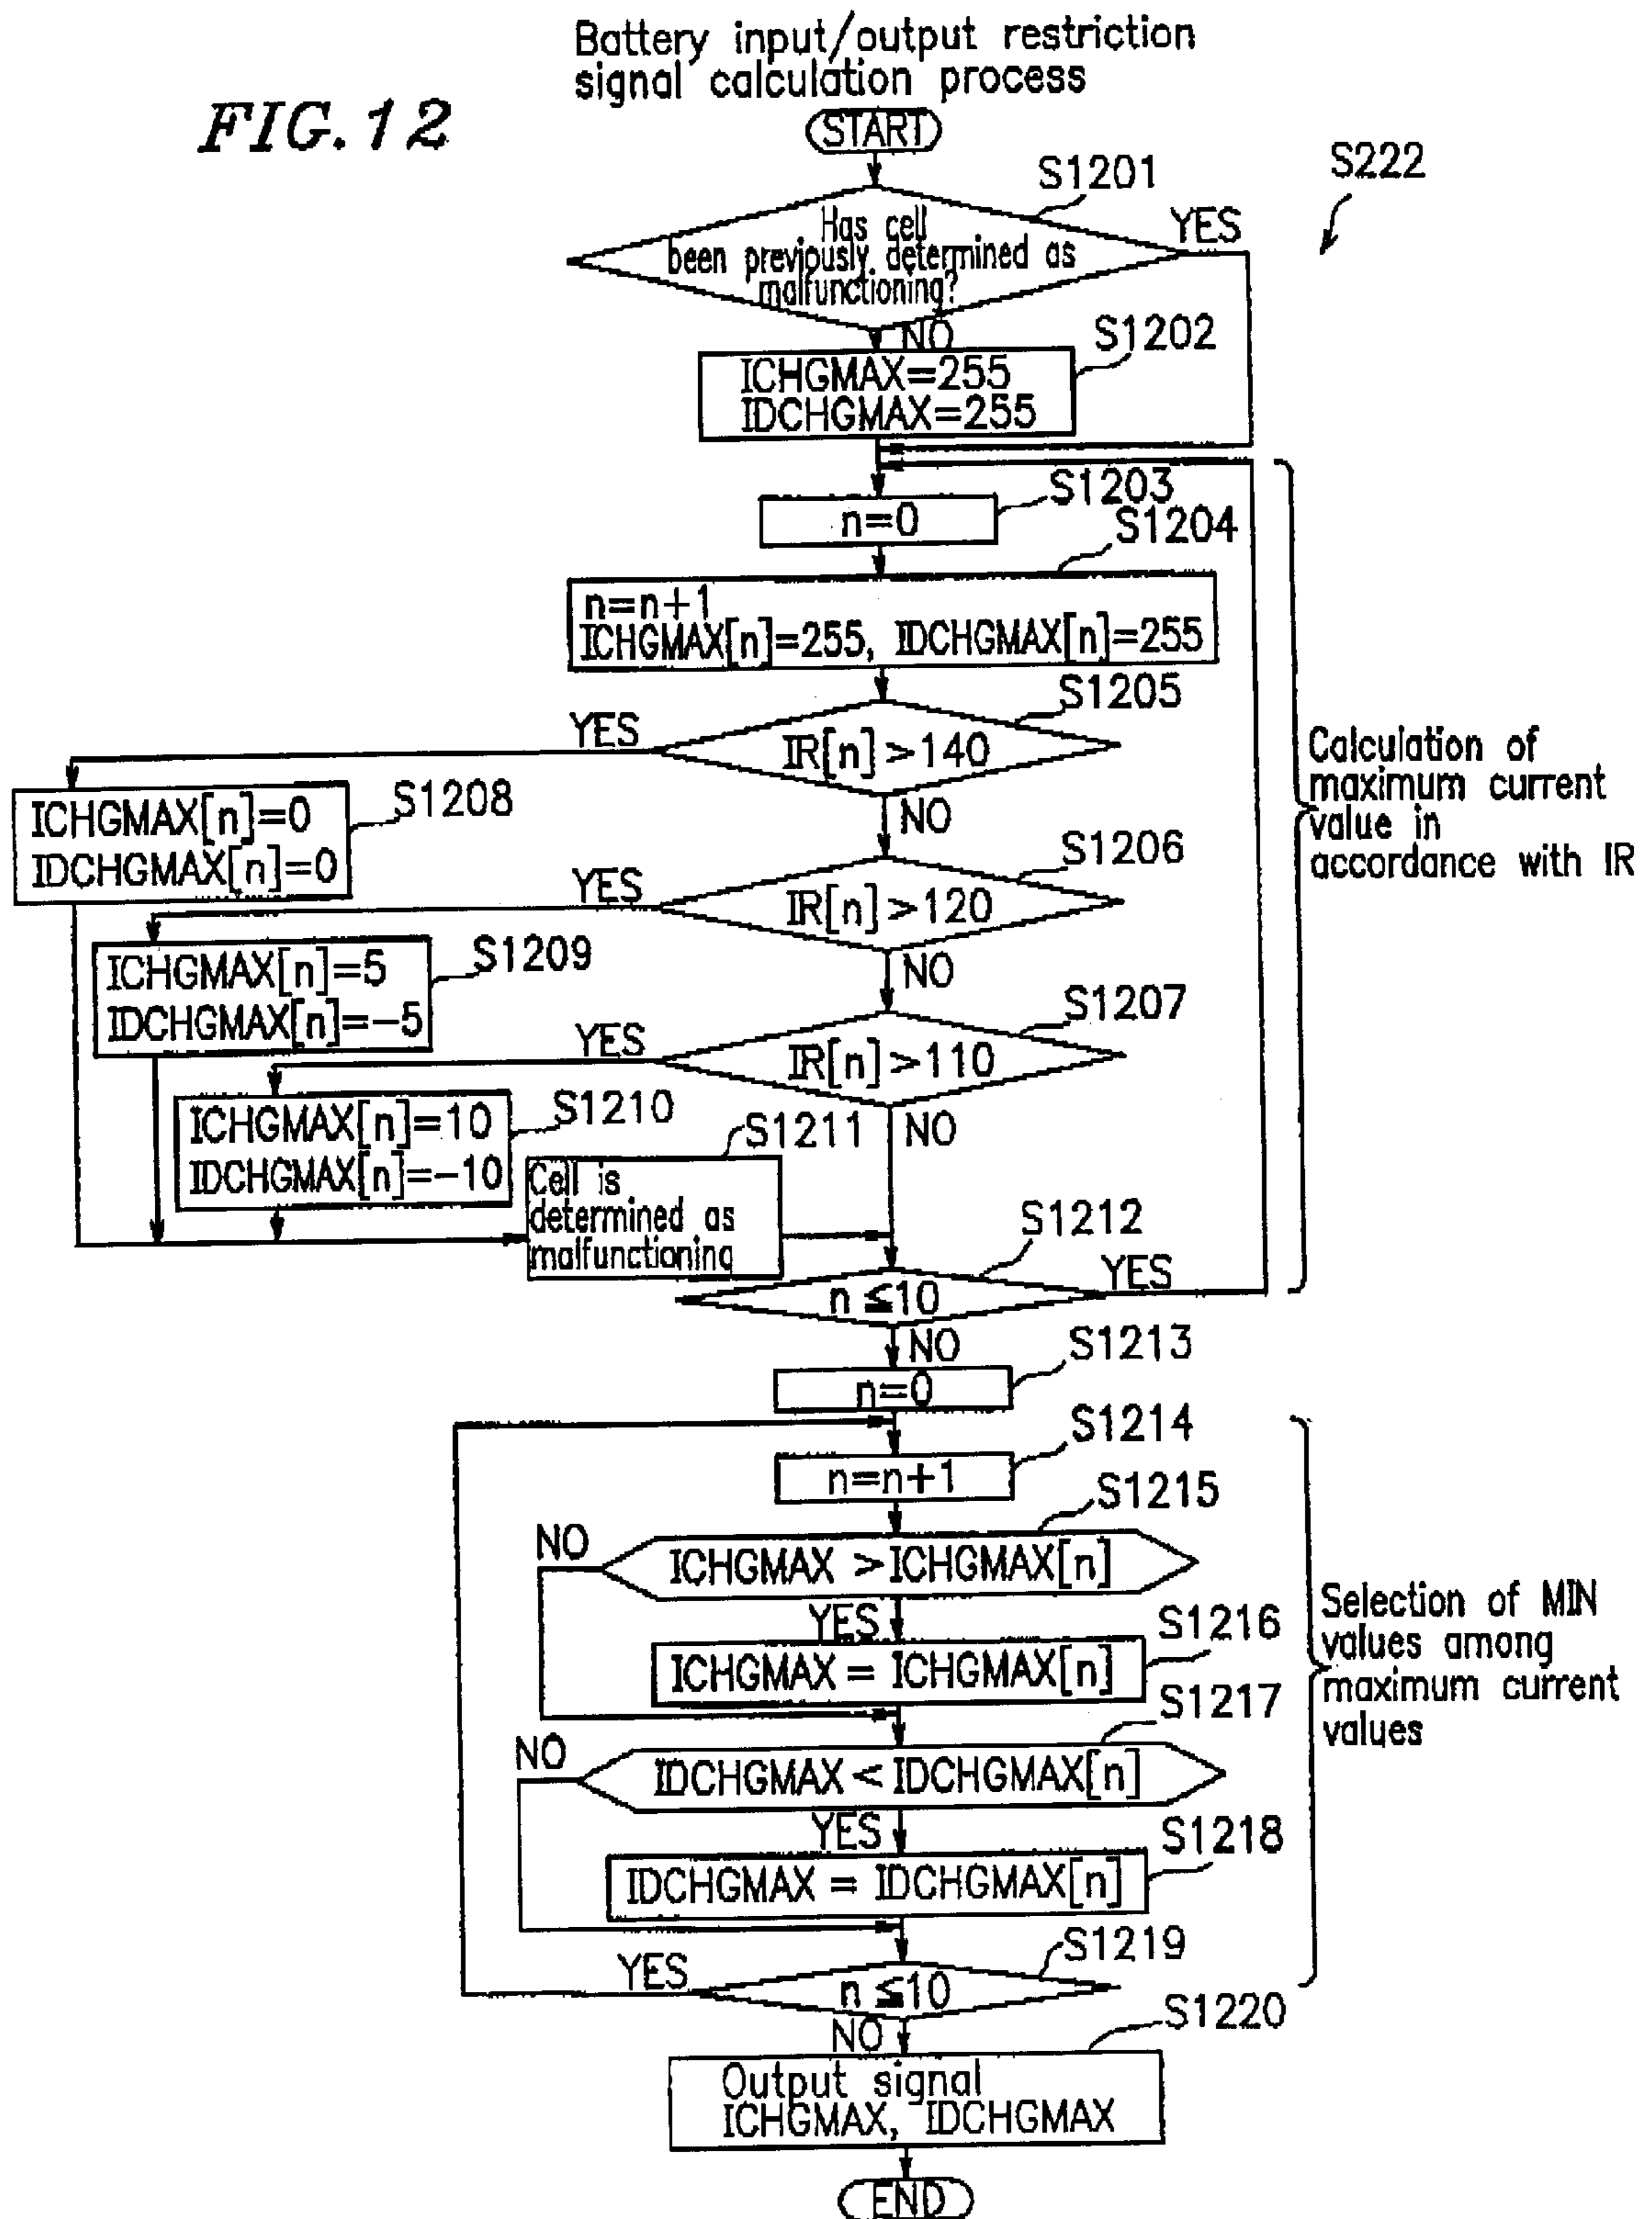 Battery input/output restriction
signal calculation process
FIG. 12
START
S222
S1201
Has cell
been previously determined as
malfunctioning?
YES
NO
S1202
ICHGMAX=255
IDCHGMAX=255
S1203
n=0
S1204
n=n+1
ICHGMAX[n]=255, IDCHGMAX[n]=255
S1205
YES
IR[n]>140
NO
S1208
ICHGMAX[n]=0
IDCHGMAX[n]=0
Calculation of
maximum current
value in
accordance with IR
S1206
YES
IR[n]>120
NO
S1209
ICHGMAX[n]=5
IDCHGMAX[n]=-5
S1207
YES
IR[n]>110
NO
S1210
ICHGMAX[n]=10
IDCHGMAX[n]=-10
S1211
Cell is
determined as
malfunctioning
S1212
YES
n≦10
NO
S1213
n=0
S1214
n=n+1
S1215
NO
ICHGMAX >ICHGMAX[n]
YES
S1216
ICHGMAX = ICHGMAX[n]
Selection of MIN
values among
maximum current
values
S1217
NO
IDCHGMAX < IDCHGMAX[n]
YES
S1218
IDCHGMAX = IDCHGMAX[n]
S1219
YES
n≦10
NO
S1220
Output signal
ICHGMAX, IDCHGMAX
END